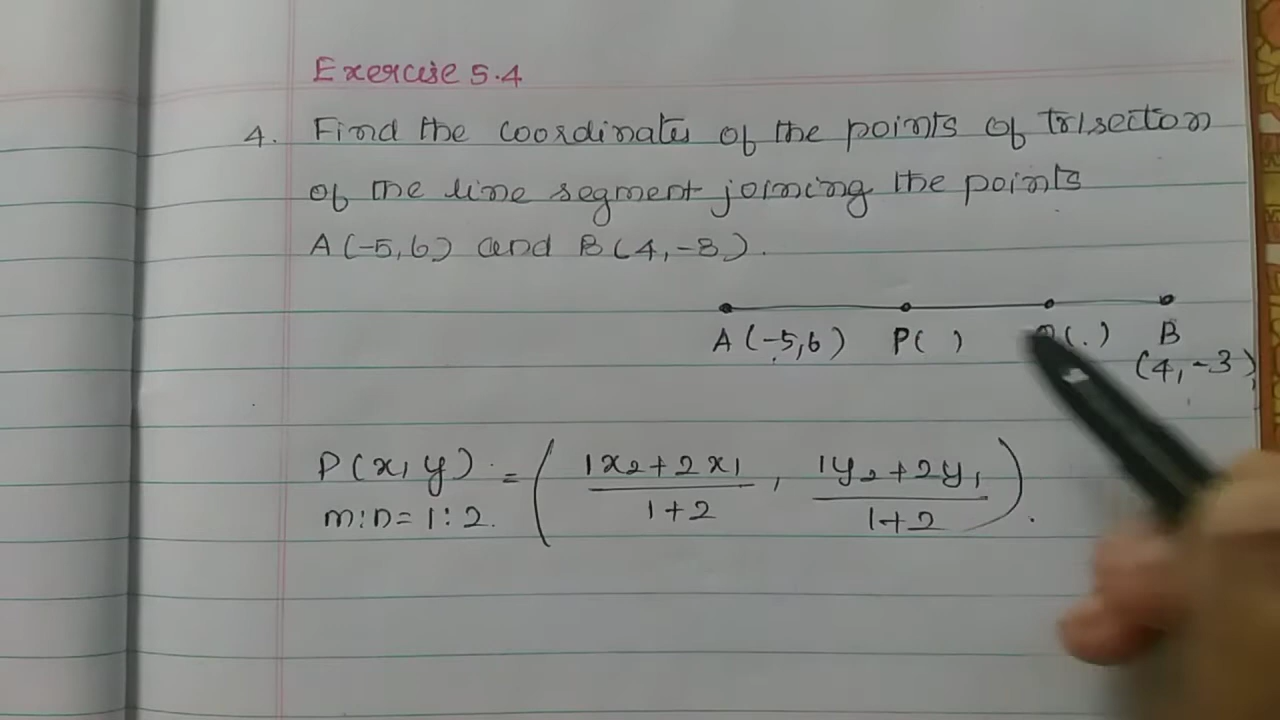 Exercise 5.4
4. Find the coordinates of the points of trisection
of the line segment joining the points
A(-5,6) and B(4,-3).
A(-5,6) P( ) (.) B
(4,-3)
P(x,y) = ( 1x₂+2x₁ / 1+2 , 1y₂+2y₁ / 1+2 ).
m:n=1:2.